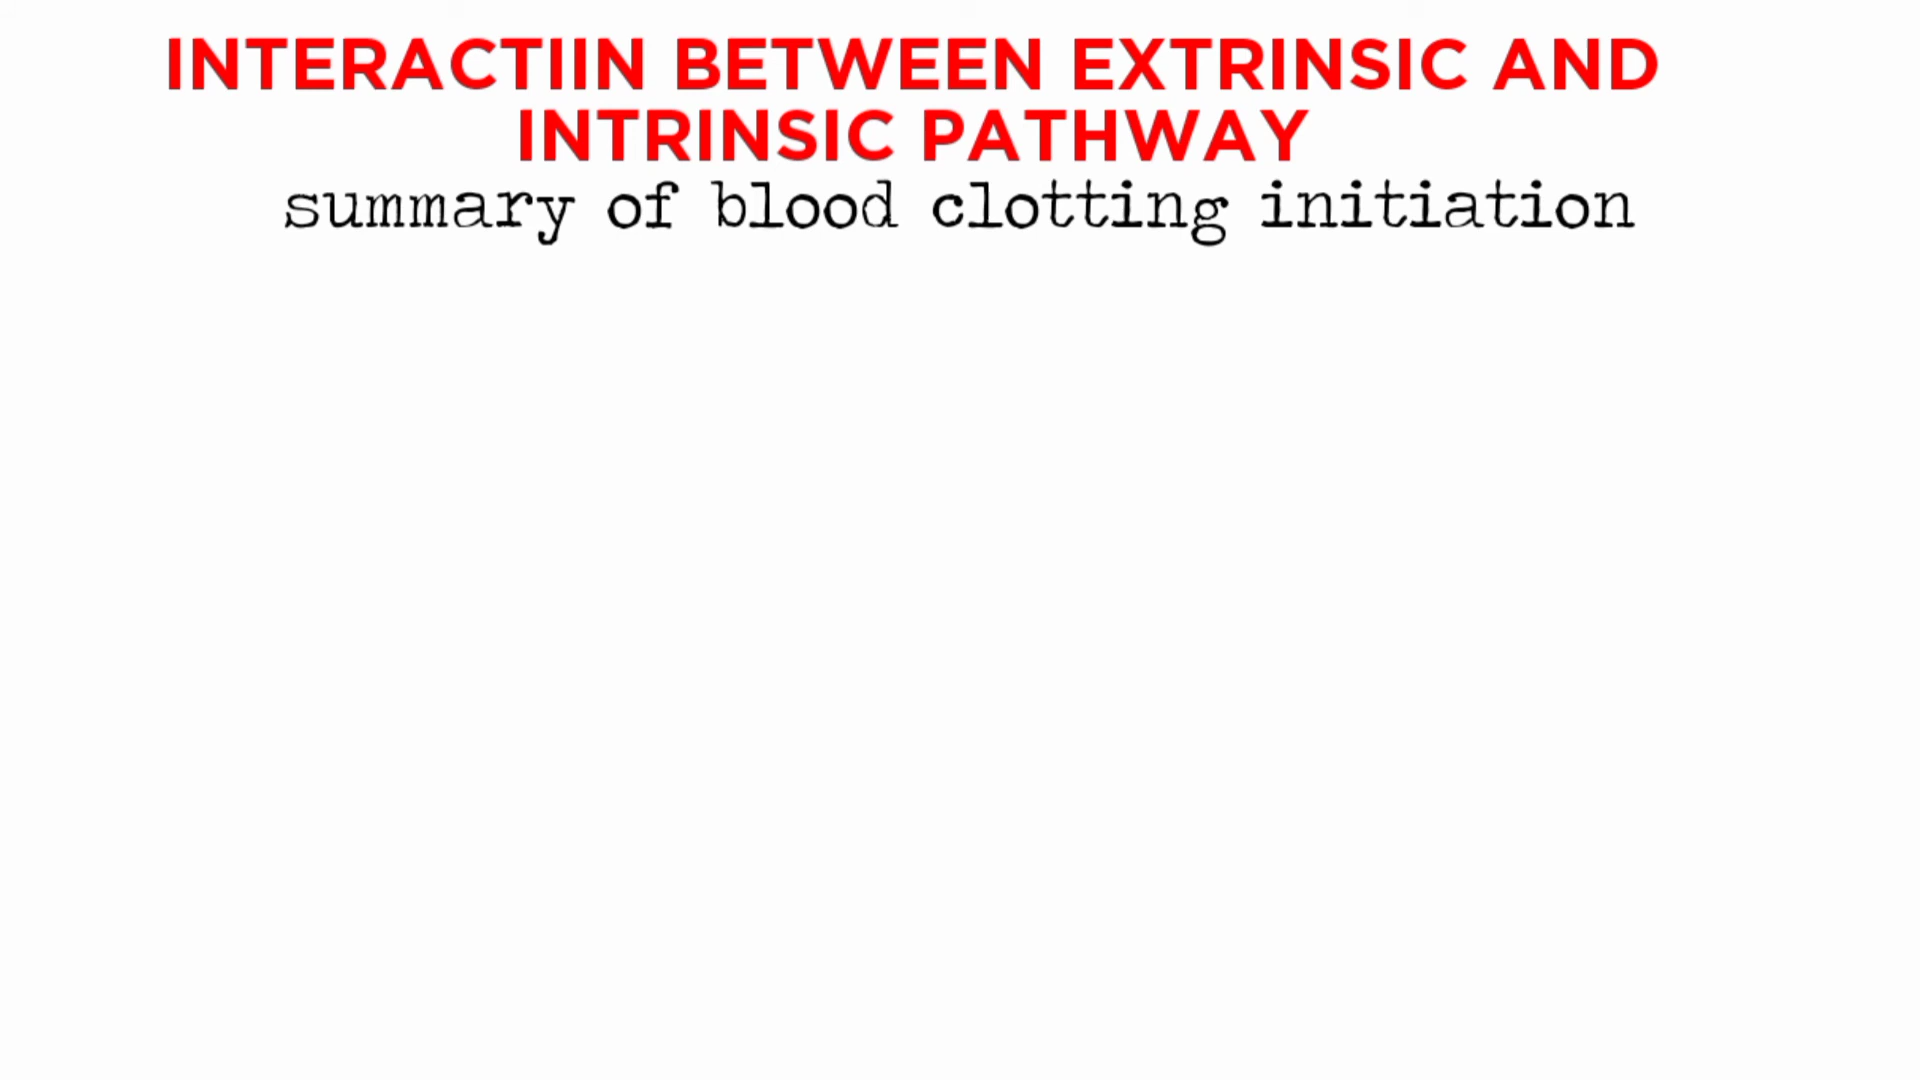 INTERACTIIN BETWEEN EXTRINSIC AND
INTRINSIC PATHWAY
summary of blood clotting initiation